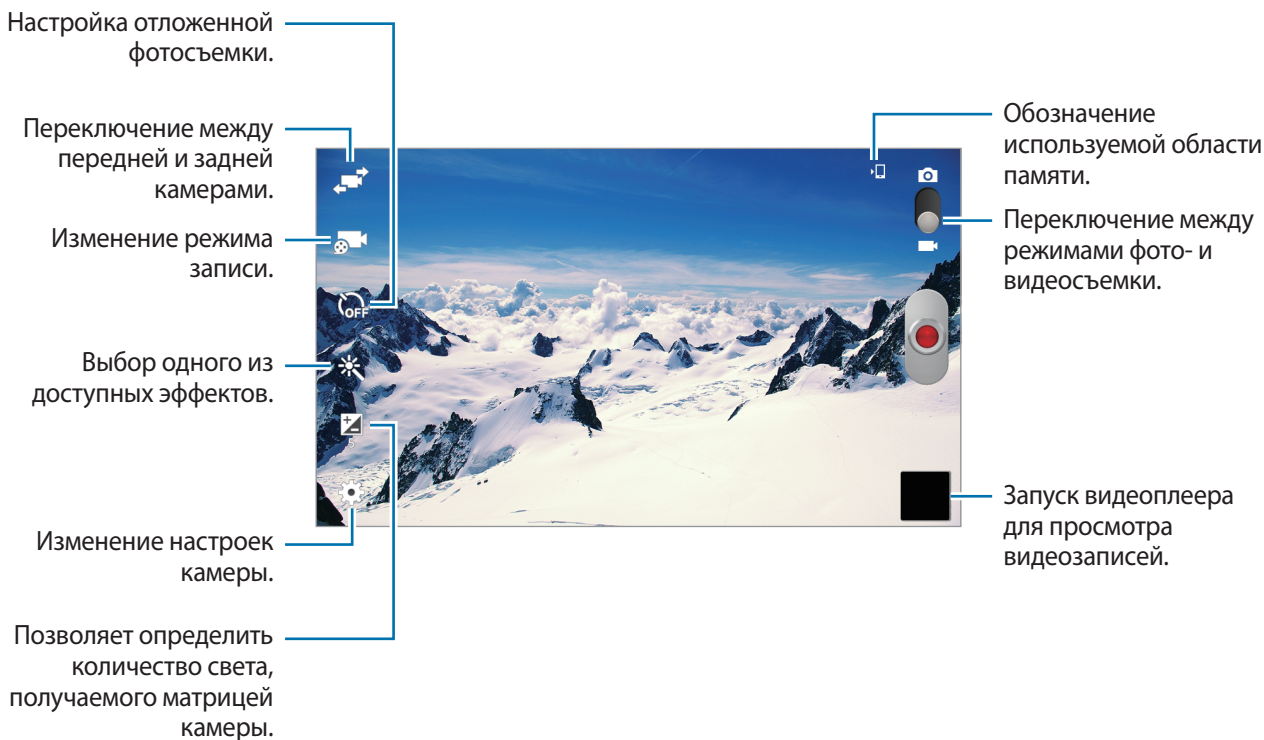 Настройка отложенной
фотосъемки.
Переключение между
передней и задней
камерами.
Изменение режима
записи.
OFF
Выбор одного из
доступных эффектов.
Изменение настроек
камеры.
Позволяет определить
количество света,
получаемого матрицей
камеры.
Обозначение
используемой области
памяти.
Переключение между
режимами фото- и
видеосъемки.
Запуск видеоплеера
для просмотра
видеозаписей.